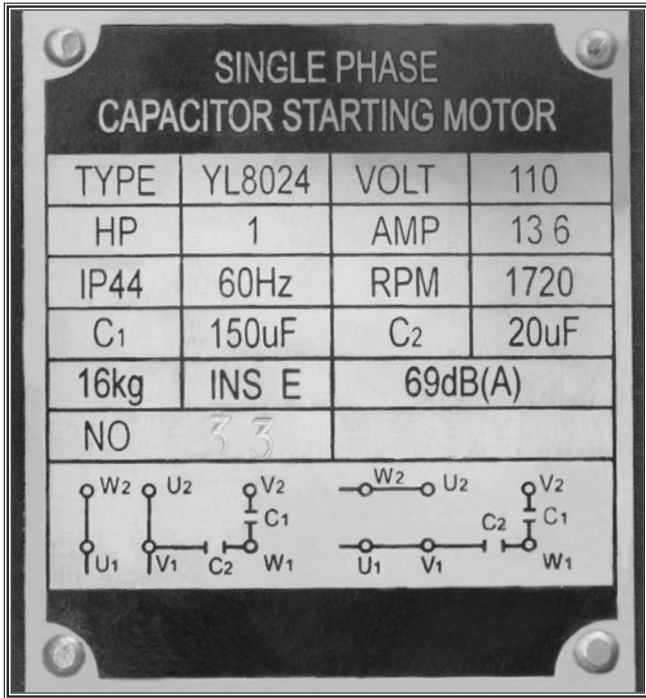 SINGLE PHASE
CAPACITOR STARTING MOTOR
TYPE YL8024 VOLT 110
HP 1 AMP 13 6
IP44 60Hz RPM 1720
C1 150uF C2 20uF
16kg INS E 69dB(A)
NO 33
W2 U2 V2 W2 U2 V2
C1 C2 C1
U1 V1 C2 W1 U1 V1 W1